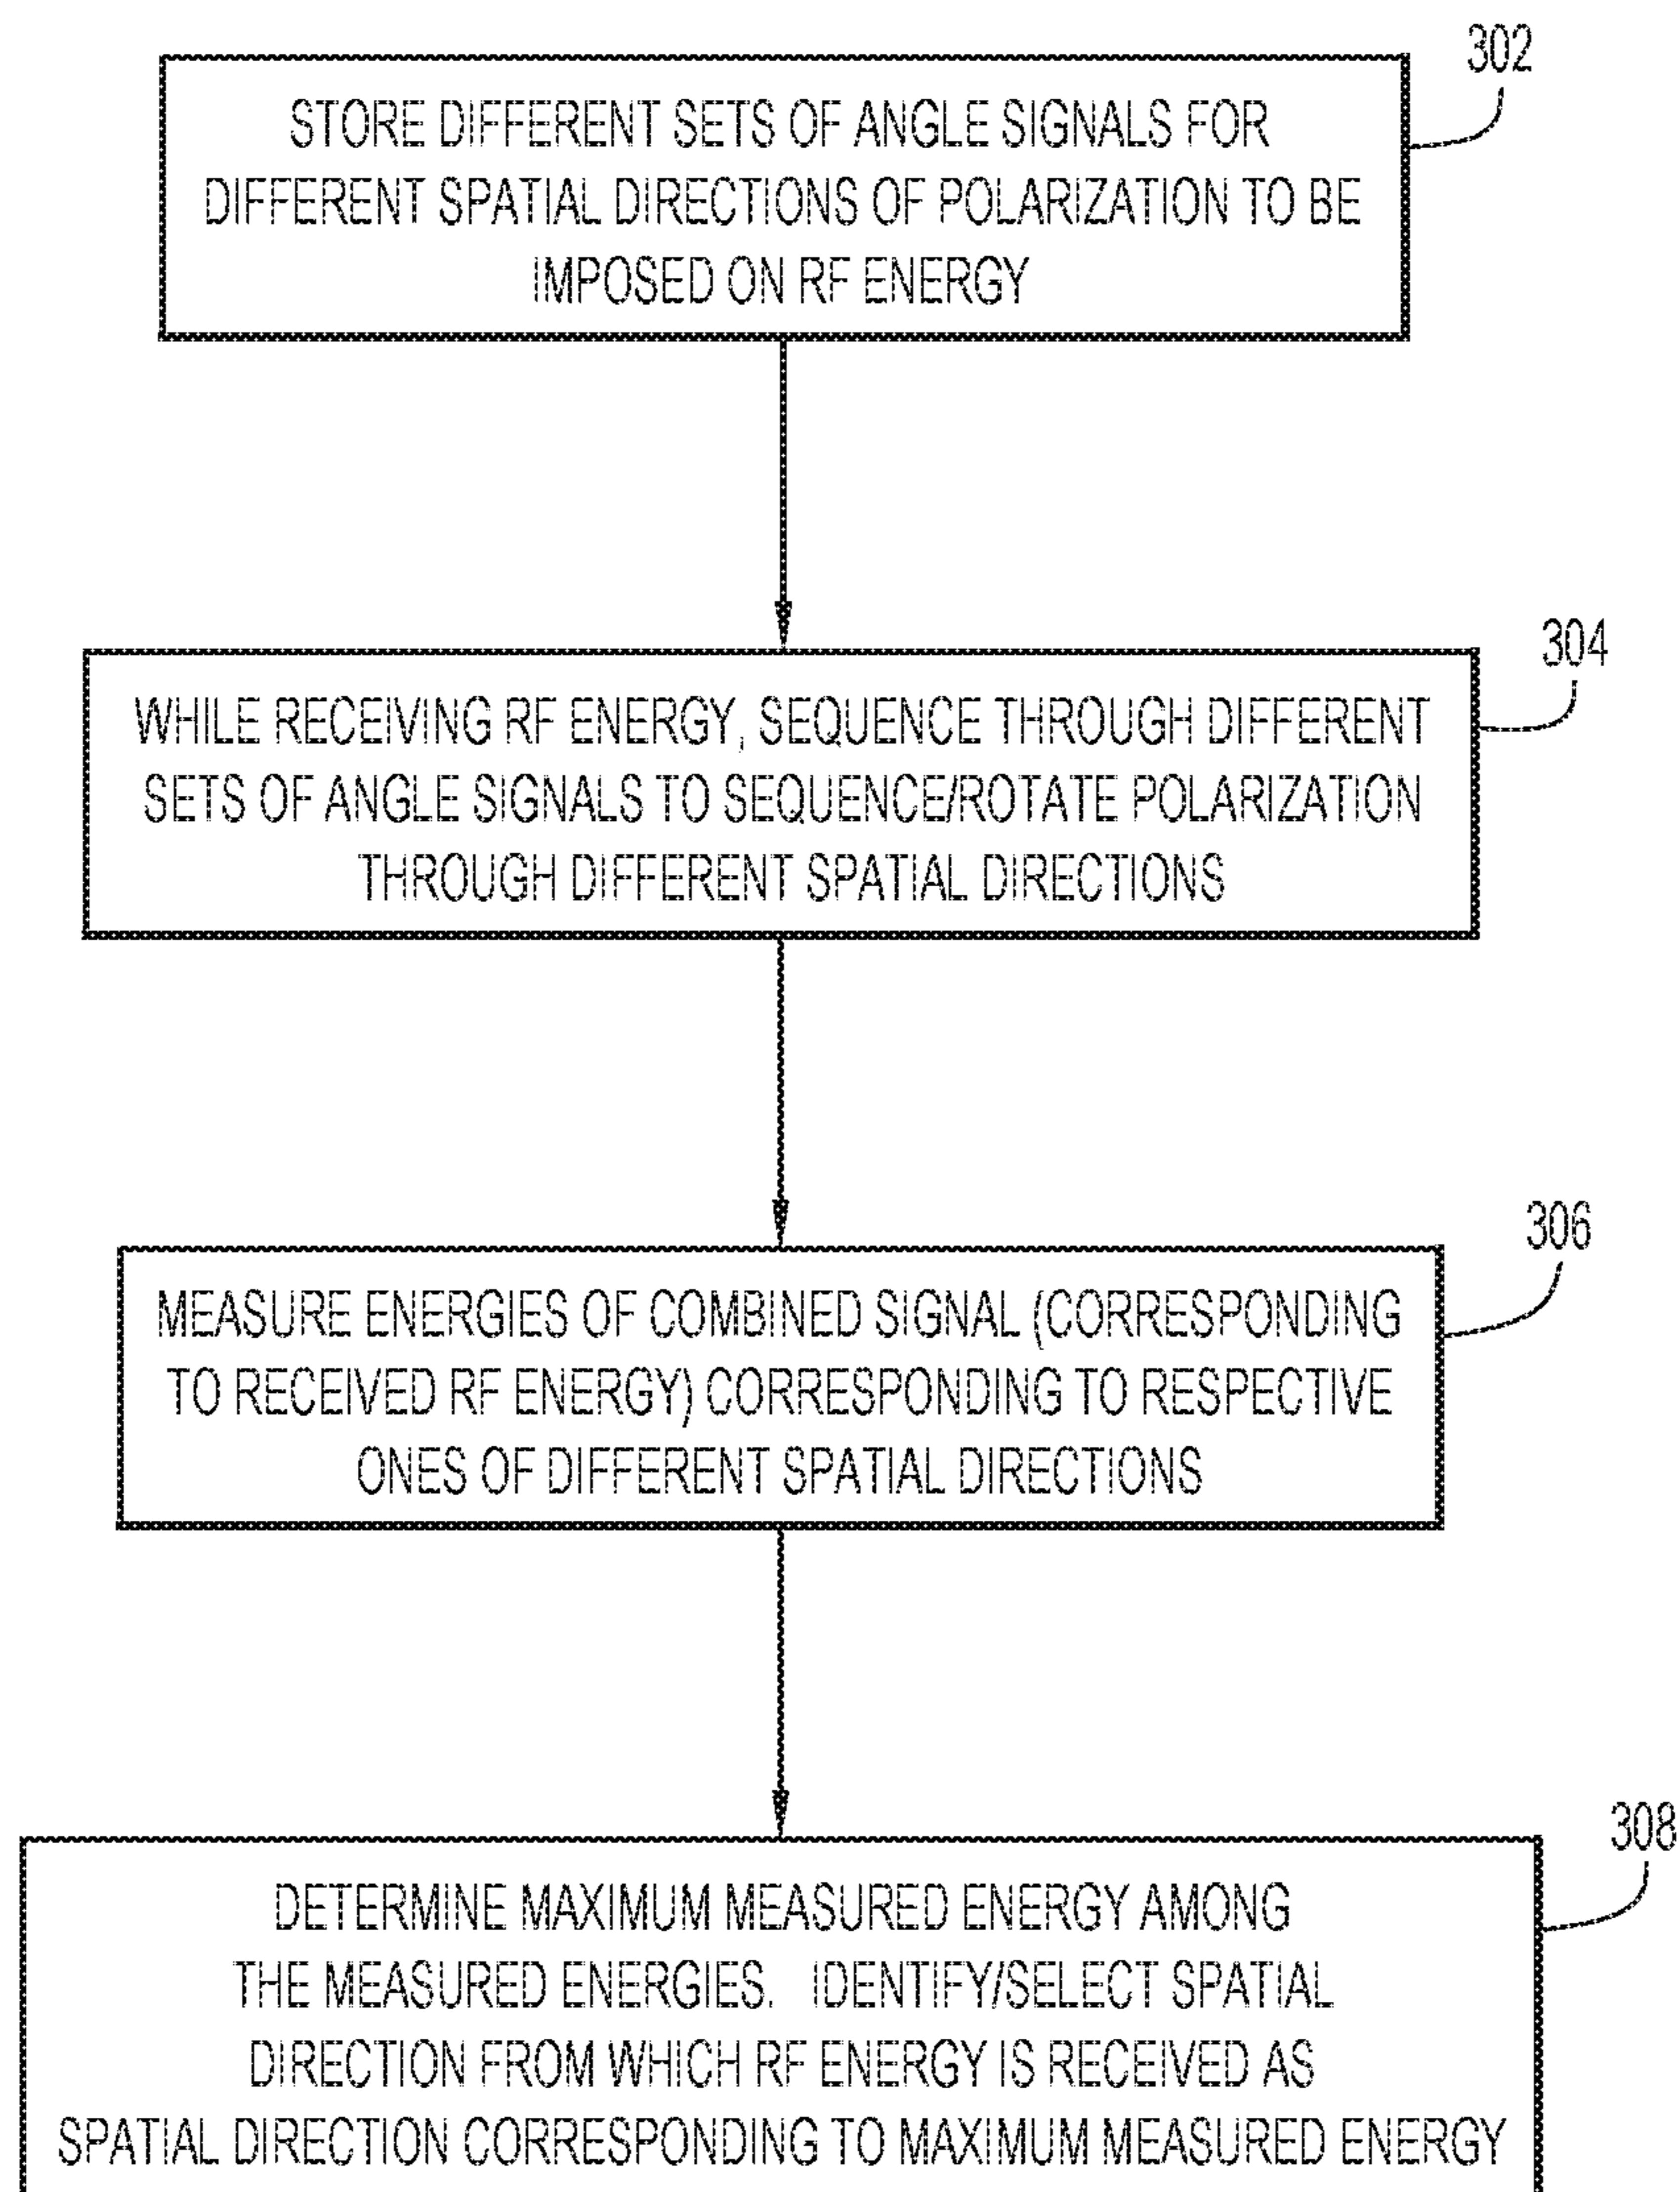 302
STORE DIFFERENT SETS OF ANGLE SIGNALS FOR
DIFFERENT SPATIAL DIRECTIONS OF POLARIZATION TO BE
IMPOSED ON RF ENERGY
304
WHILE RECEIVING RF ENERGY, SEQUENCE THROUGH DIFFERENT
SETS OF ANGLE SIGNALS TO SEQUENCE/ROTATE POLARIZATION
THROUGH DIFFERENT SPATIAL DIRECTIONS
306
MEASURE ENERGIES OF COMBINED SIGNAL (CORRESPONDING
TO RECEIVED RF ENERGY) CORRESPONDING TO RESPECTIVE
ONES OF DIFFERENT SPATIAL DIRECTIONS
308
DETERMINE MAXIMUM MEASURED ENERGY AMONG
THE MEASURED ENERGIES. IDENTIFY/SELECT SPATIAL
DIRECTION FROM WHICH RF ENERGY IS RECEIVED AS
SPATIAL DIRECTION CORRESPONDING TO MAXIMUM MEASURED ENERGY